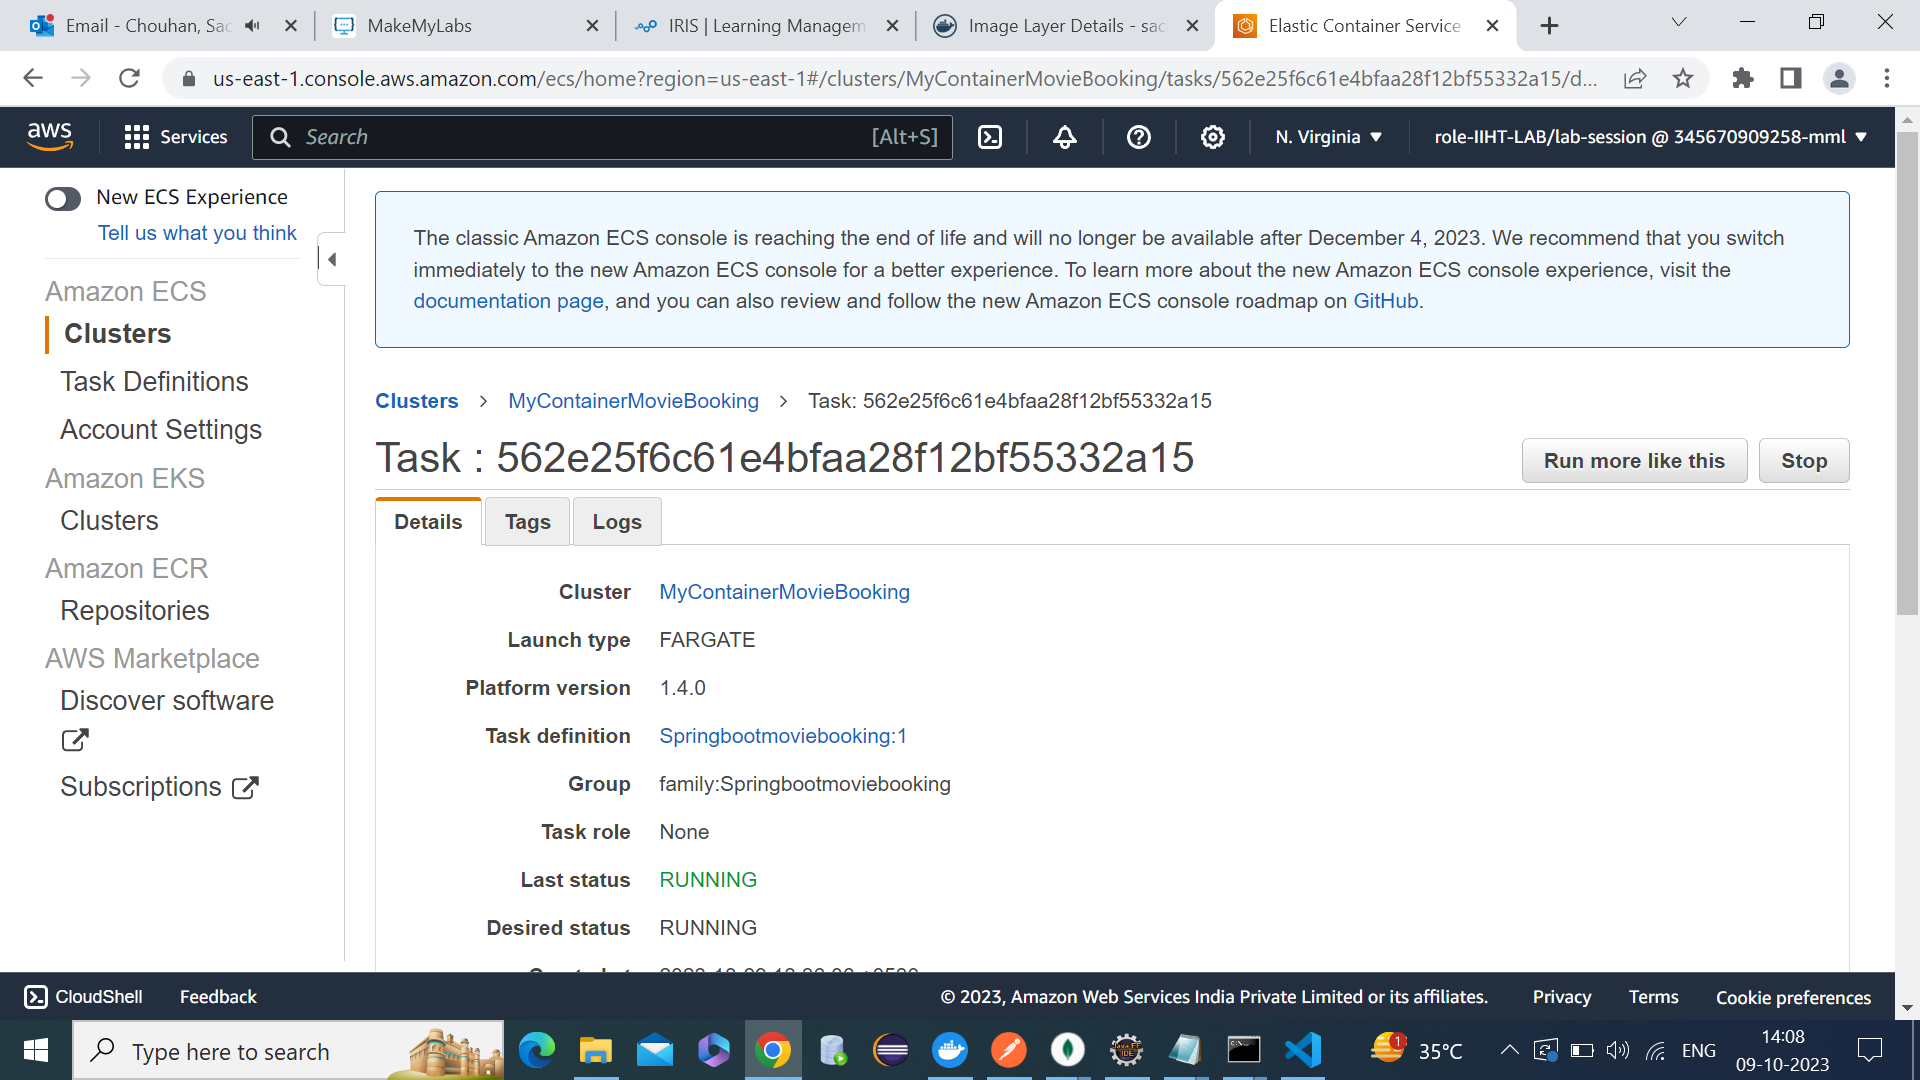 Email - Chouhan, Sac
MakeMyLabs
IRIS | Learning Managem
Image Layer Details - sac
Elastic Container Service
us-east-1.console.aws.amazon.com/ecs/home?region=us-east-1#/clusters/MyContainerMovieBooking/tasks/562e25f6c61e4bfaa28f12bf55332a15/d...
aws
Services
Search
[Alt+S]
N. Virginia
role-IIHT-LAB/lab-session @ 345670909258-mml
New ECS Experience
Tell us what you think
Amazon ECS
Clusters
Task Definitions
Account Settings
Amazon EKS
Clusters
Amazon ECR
Repositories
AWS Marketplace
Discover software
Subscriptions
The classic Amazon ECS console is reaching the end of life and will no longer be available after December 4, 2023. We recommend that you switch
immediately to the new Amazon ECS console for a better experience. To learn more about the new Amazon ECS console experience, visit the
documentation page, and you can also review and follow the new Amazon ECS console roadmap on GitHub.
Clusters > MyContainerMovieBooking > Task: 562e25f6c61e4bfaa28f12bf55332a15
Task : 562e25f6c61e4bfaa28f12bf55332a15
Run more like this
Stop
Details
Tags
Logs
Cluster MyContainerMovieBooking
Launch type FARGATE
Platform version 1.4.0
Task definition Springbootmoviebooking:1
Group family:Springbootmoviebooking
Task role None
Last status RUNNING
Desired status RUNNING
CloudShell
Feedback
© 2023, Amazon Web Services India Private Limited or its affiliates.
Privacy
Terms
Cookie preferences
Type here to search
1
35°C
ENG
14:08
09-10-2023